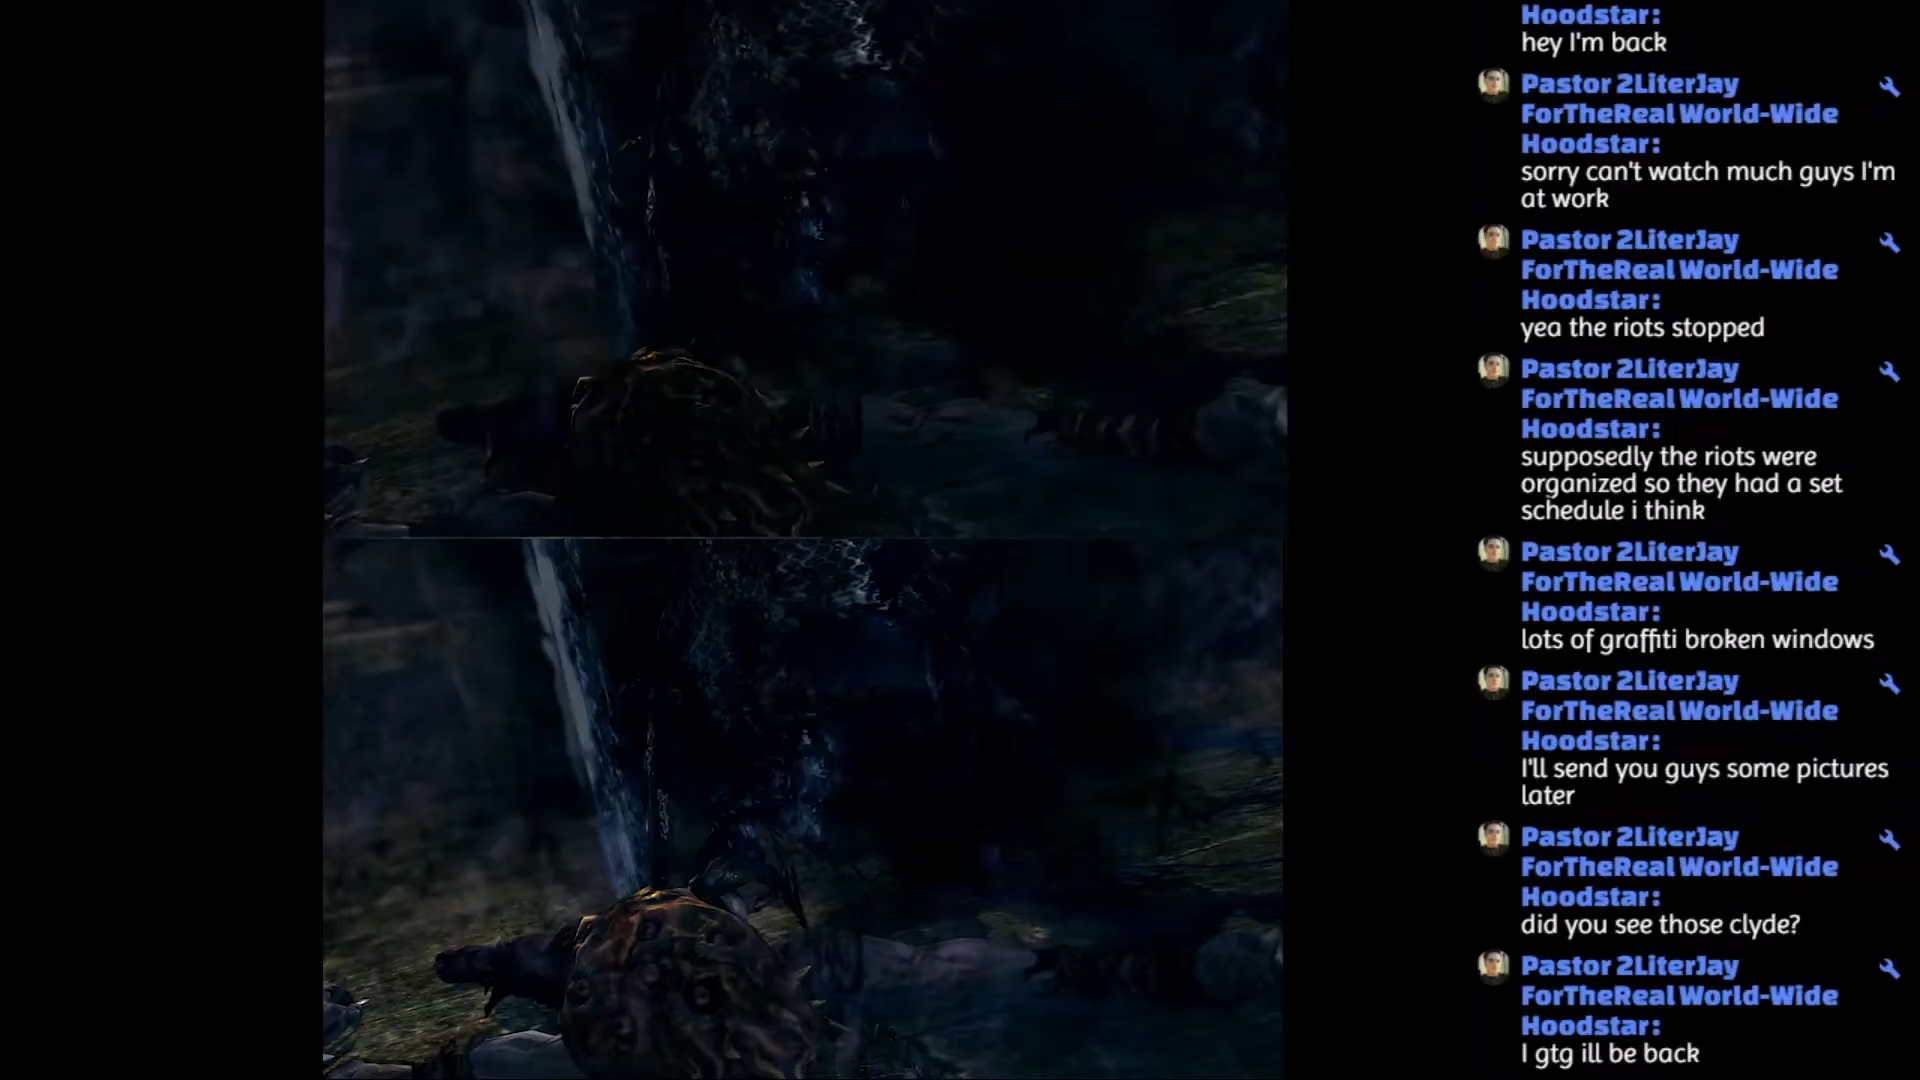 Hoodstar:
hey I'm back
Pastor 2LiterJay
ForTheReal World-Wide
Hoodstar:
sorry can't watch much guys I'm
at work
Pastor 2LiterJay
ForTheReal World-Wide
Hoodstar:
yea the riots stopped
Pastor 2LiterJay
ForTheReal World-Wide
Hoodstar:
supposedly the riots were
organized so they had a set
schedule i think
Pastor 2LiterJay
ForTheReal World-Wide
Hoodstar:
lots of graffiti broken windows
Pastor 2LiterJay
ForTheReal World-Wide
Hoodstar:
I'll send you guys some pictures
later
Pastor 2LiterJay
ForTheReal World-Wide
Hoodstar:
did you see those clyde?
Pastor 2LiterJay
ForTheReal World-Wide
Hoodstar:
I gtg ill be back